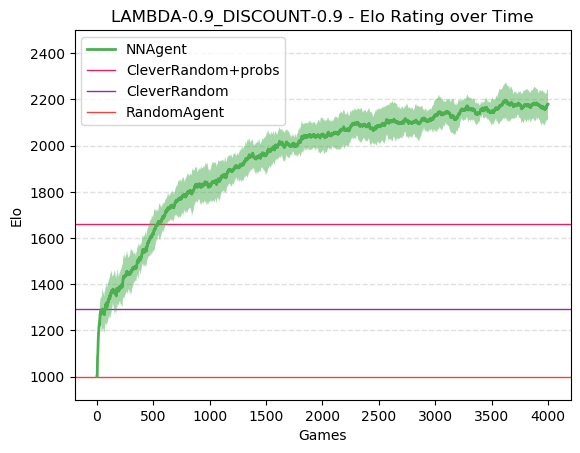 LAMBDA-0.9_DISCOUNT-0.9 - Elo Rating over Time
NNAgent
CleverRandom+probs
CleverRandom
RandomAgent
Elo
2400
2200
2000
1800
1600
1400
1200
1000
0 500 1000 1500 2000 2500 3000 3500 4000
Games